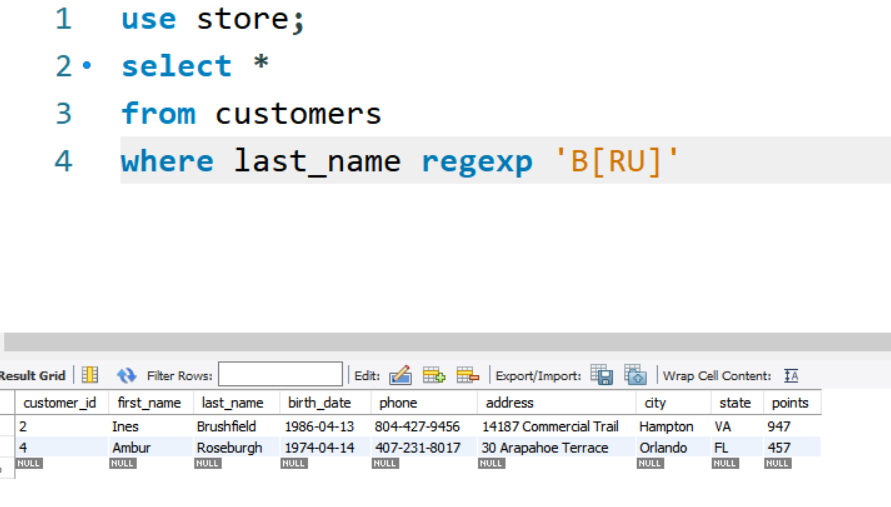 1 use store;
2 select *
3 from customers
4 where last_name regexp 'B[RU]'
Result Grid Filter Rows: Edit: Export/Import: Wrap Cell Content: IA
customer_id first_name last_name birth_date phone address city state points
2 Ines Brushfield 1986-04-13 804-427-9456 14187 Commercial Trail Hampton VA 947
4 Ambur Roseburgh 1974-04-14 407-231-8017 30 Arapahoe Terrace Orlando FL 457
NULL NULL NULL NULL NULL NULL NULL NULL NULL